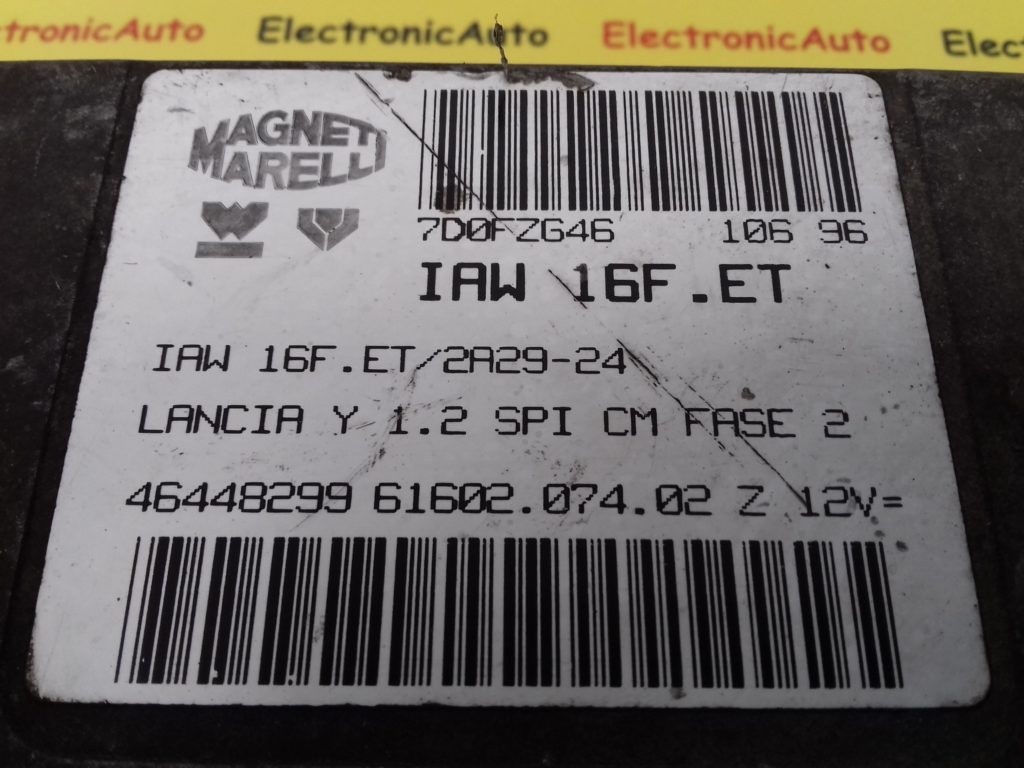 ElectronicAuto ElectronicAuto ElectronicAuto
MAGNETI
MARELLI
7D0FZG46 106 96
IAW 16F.ET
IAW 16F.ET/2A29-24
LANCIA Y 1.2 SPI CM FASE 2
46448299 61602.074.02 Z 12V=